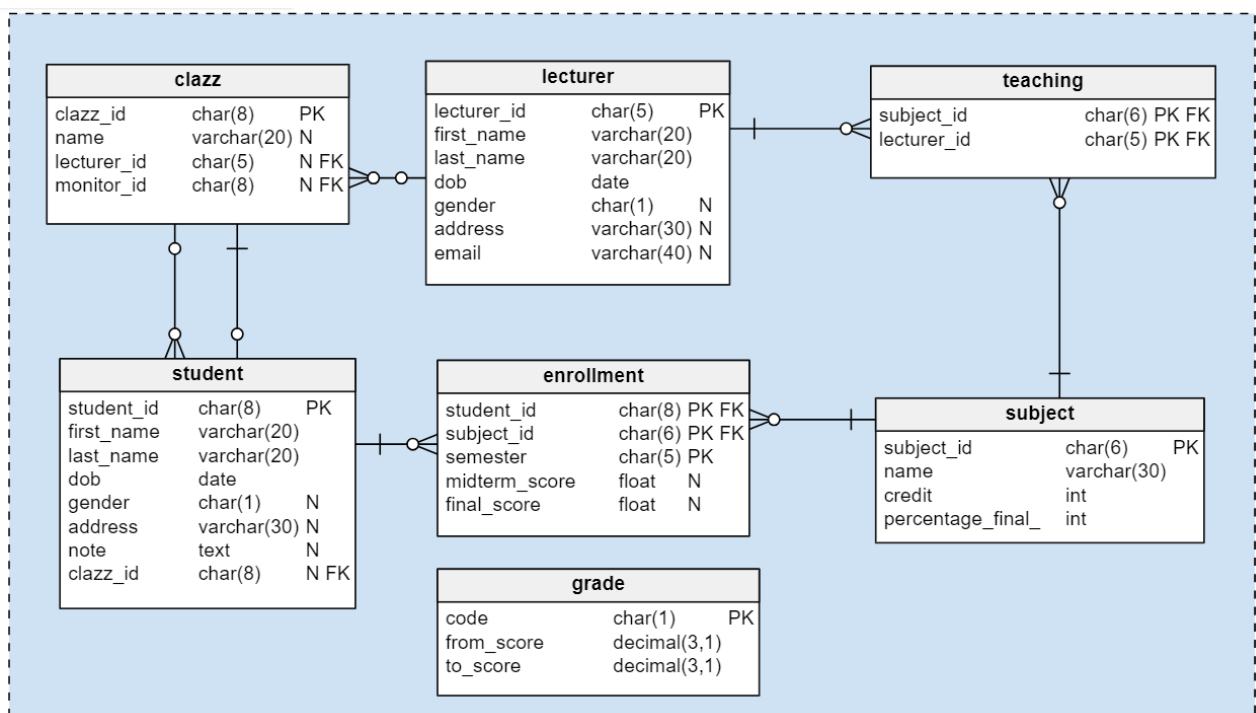 clazz
clazz_id char(8) PK
name varchar(20) N
lecturer_id char(5) N FK
monitor_id char(8) N FK
lecturer
lecturer_id char(5) PK
first_name varchar(20)
last_name varchar(20)
dob date
gender char(1) N
address varchar(30) N
email varchar(40) N
teaching
subject_id char(6) PK FK
lecturer_id char(5) PK FK
student
student_id char(8) PK
first_name varchar(20)
last_name varchar(20)
dob date
gender char(1) N
address varchar(30) N
note text N
clazz_id char(8) N FK
enrollment
student_id char(8) PK FK
subject_id char(6) PK FK
semester char(5) PK
midterm_score float N
final_score float N
subject
subject_id char(6) PK
name varchar(30)
credit int
percentage_final_ int
grade
code char(1) PK
from_score decimal(3,1)
to_score decimal(3,1)